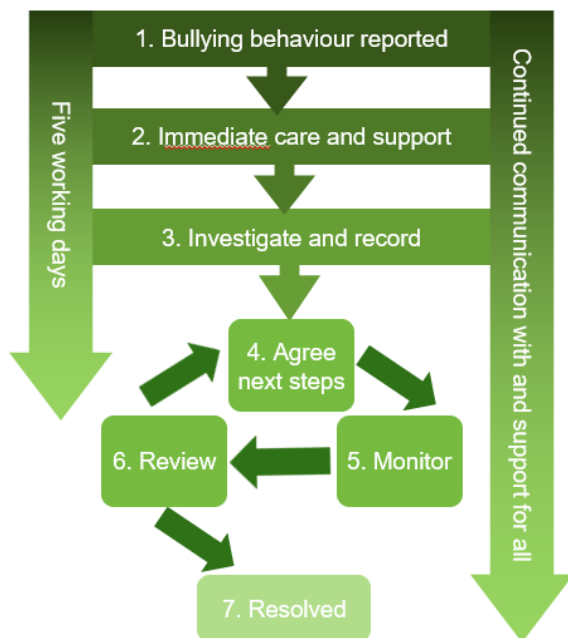 1. Bullying behaviour reported
2. Immediate care and support
3. Investigate and record
4. Agree
next steps
5. Monitor
6. Review
7. Resolved
Five working days
Continued communication with and support for all